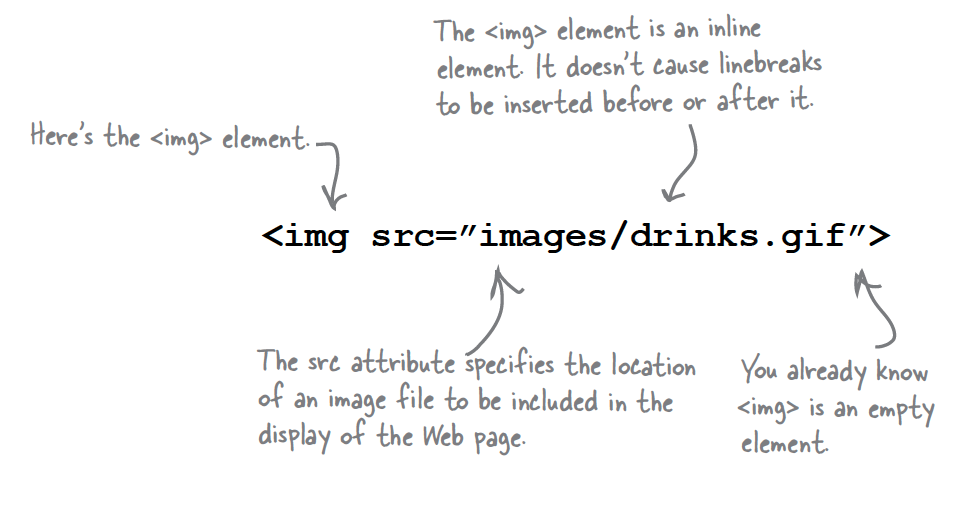 The <img> element is an inline
element. It doesn't cause linebreaks
to be inserted before or after it.
Here's the <img> element.
<img src=”images/drinks.gif”>
The src attribute specifies the location
of an image file to be included in the
display of the Web page.
You already know
<img> is an empty
element.